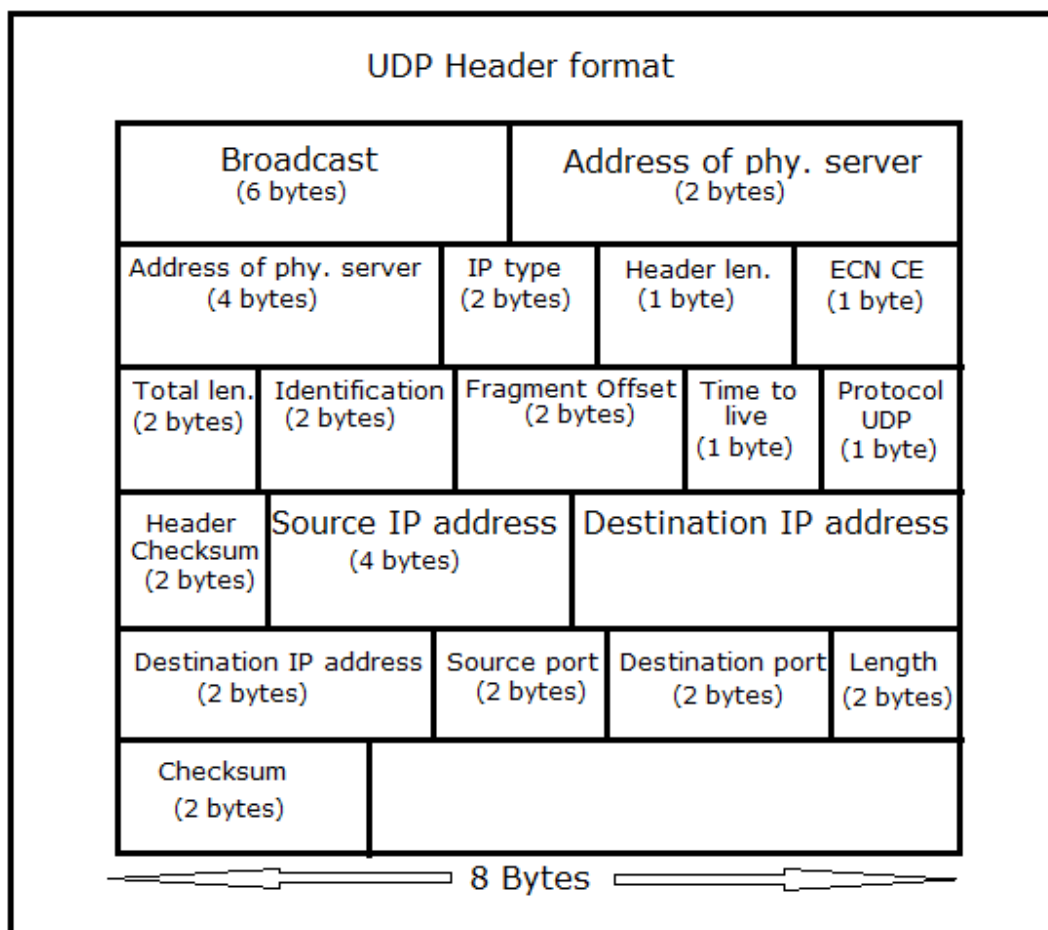 UDP Header format
Broadcast
(6 bytes)
Address of phy. server
(2 bytes)
Address of phy. server
(4 bytes)
IP type
(2 bytes)
Header len.
(1 byte)
ECN CE
(1 byte)
Total len.
(2 bytes)
Identification
(2 bytes)
Fragment Offset
(2 bytes)
Time to
live
(1 byte)
Protocol
UDP
(1 byte)
Header
Checksum
(2 bytes)
Source IP address
(4 bytes)
Destination IP address
Destination IP address
(2 bytes)
Source port
(2 bytes)
Destination port
(2 bytes)
Length
(2 bytes)
Checksum
(2 bytes)
8 Bytes